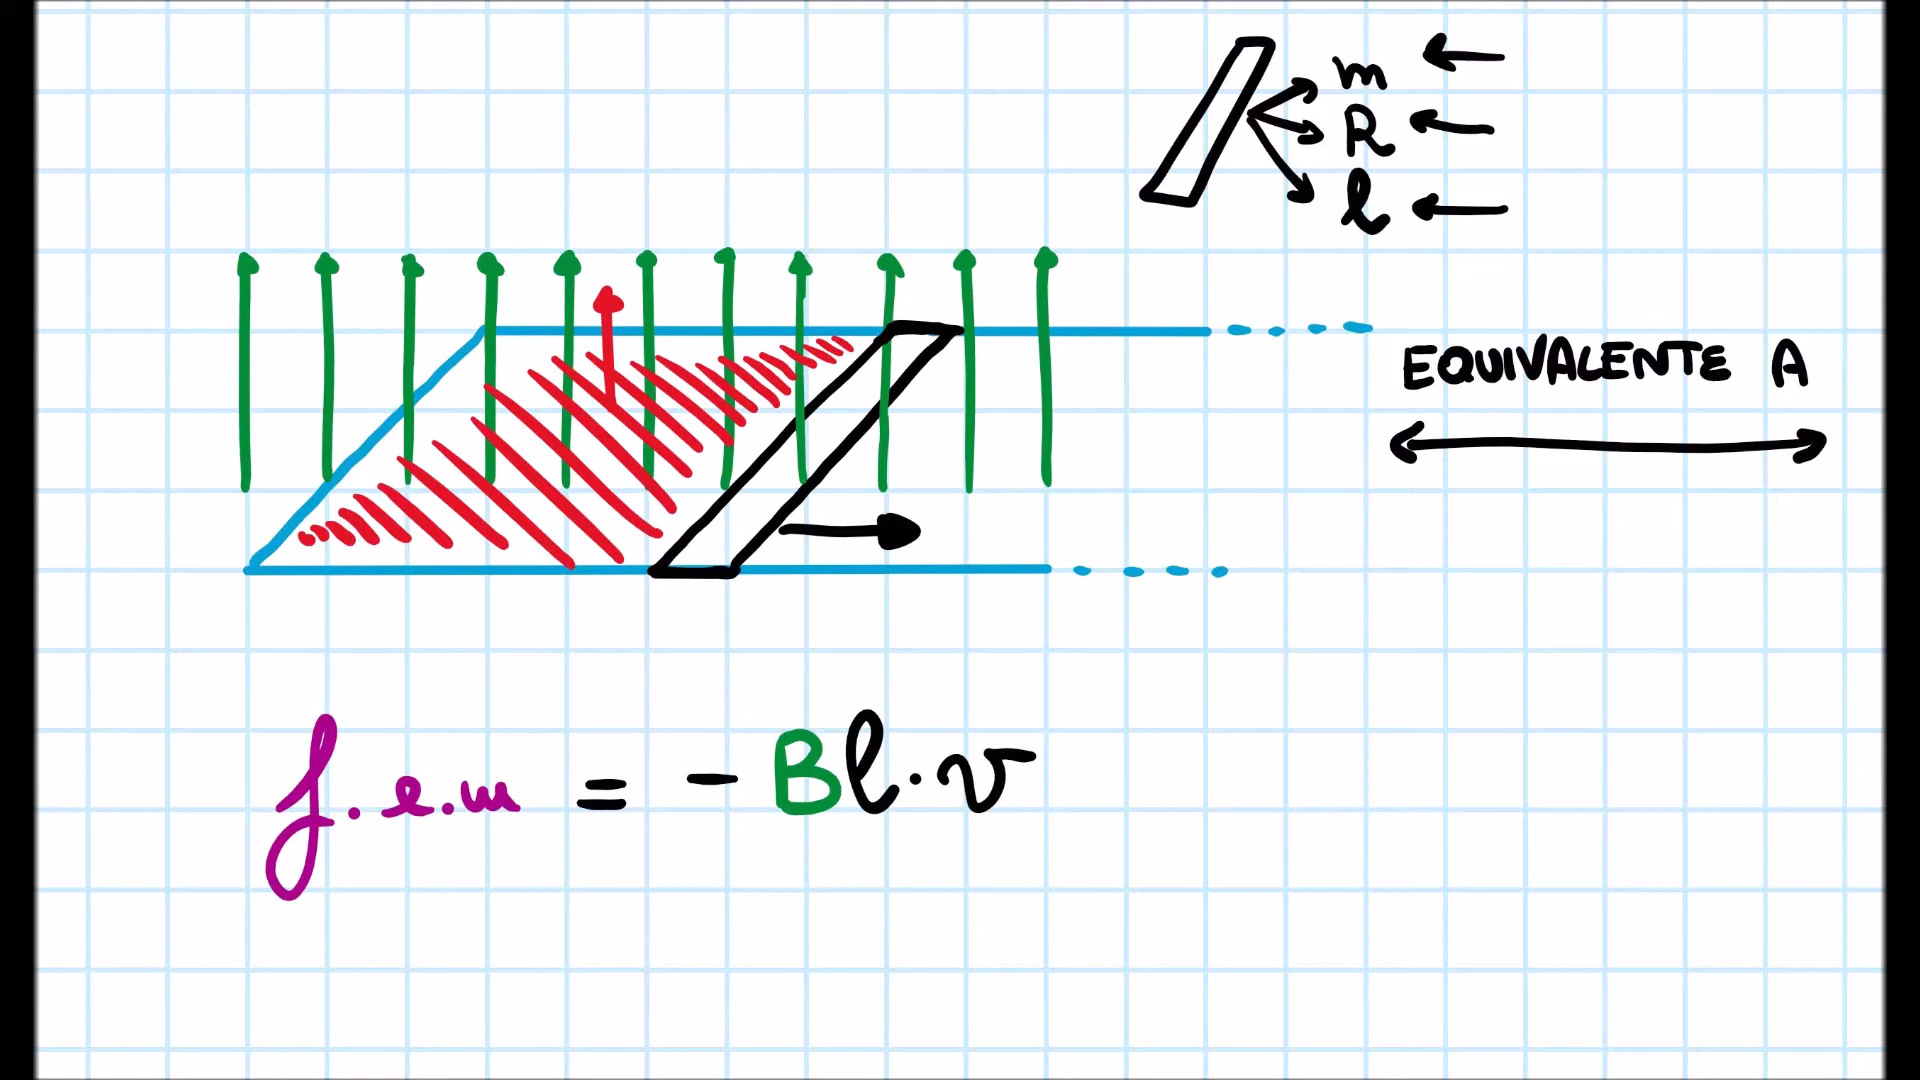 m
R
l
EQUIVALENTE A
f.e.m = - Bl·v